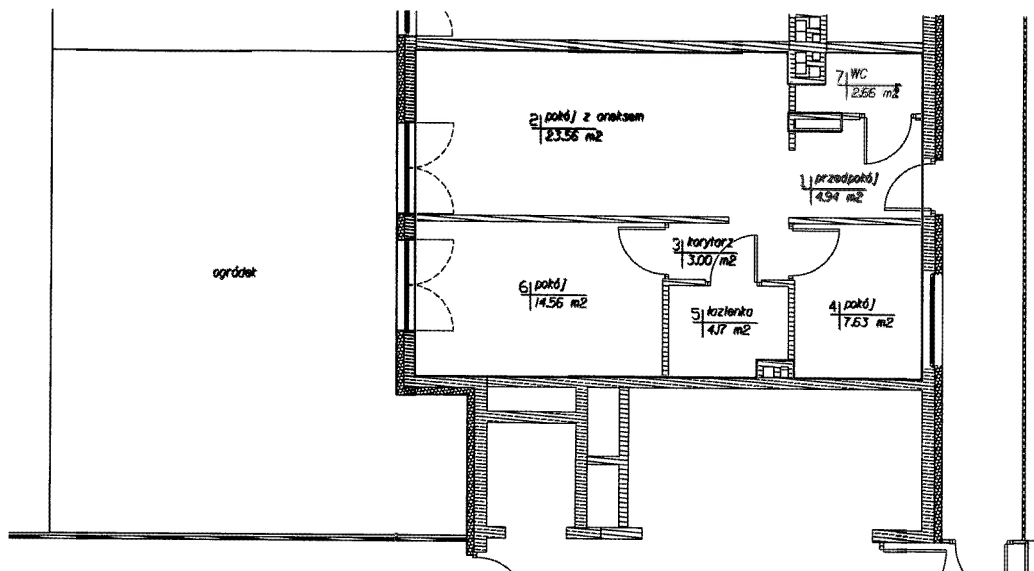 7 WC
2.66 m2
2 pokój z aneksem
23.56 m2
1 przedpokój
4.94 m2
3 korytarz
3.00 m2
ogródek
6 pokój
14.56 m2
5 łazienka
4.17 m2
4 pokój
7.63 m2